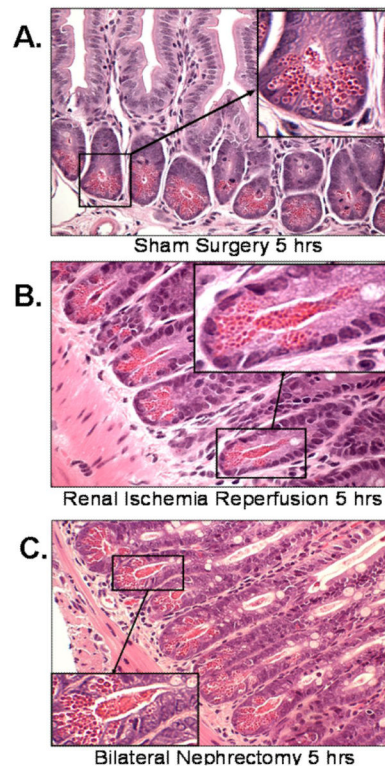 A.
Sham Surgery 5 hrs
B.
Renal Ischemia Reperfusion 5 hrs
C.
Bilateral Nephrectomy 5 hrs